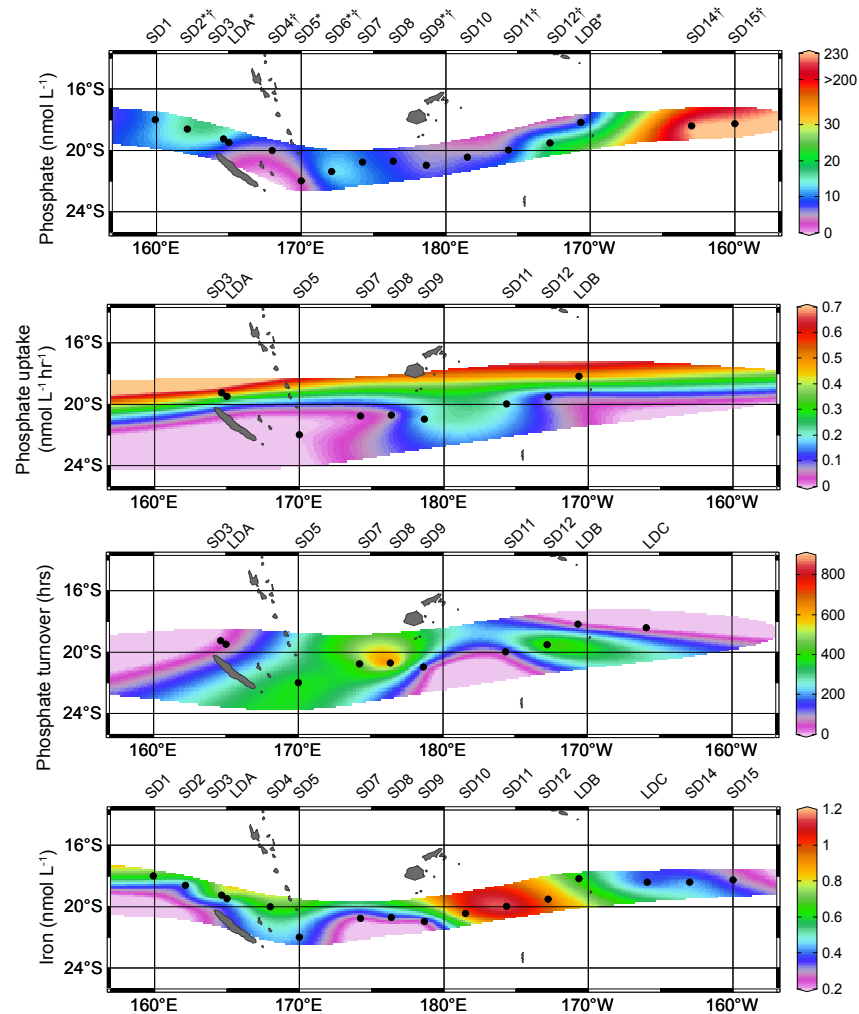 SD1 SD2*† SD3 LDA* SD4† SD5* SD6*† SD7 SD8 SD9*† SD10 SD11† SD12† LDB* SD14† SD15†
Phosphate (nmol L⁻¹)
16°S
20°S
24°S
160°E 170°E 180°E 170°W 160°W
230
>200
30
20
10
0
SD3 LDA SD5 SD7 SD8 SD9 SD11 SD12 LDB
Phosphate uptake
(nmol L⁻¹ hr⁻¹)
16°S
20°S
24°S
160°E 170°E 180°E 170°W 160°W
0.7
0.6
0.5
0.4
0.3
0.2
0.1
0
SD3 LDA SD5 SD7 SD8 SD9 SD11 SD12 LDB LDC
Phosphate turnover (hrs)
16°S
20°S
24°S
160°E 170°E 180°E 170°W 160°W
800
600
400
200
0
SD1 SD2 SD3 LDA SD4 SD5 SD7 SD8 SD9 SD10 SD11 SD12 LDB LDC SD14 SD15
Iron (nmol L⁻¹)
16°S
20°S
24°S
160°E 170°E 180°E 170°W 160°W
1.2
1
0.8
0.6
0.4
0.2